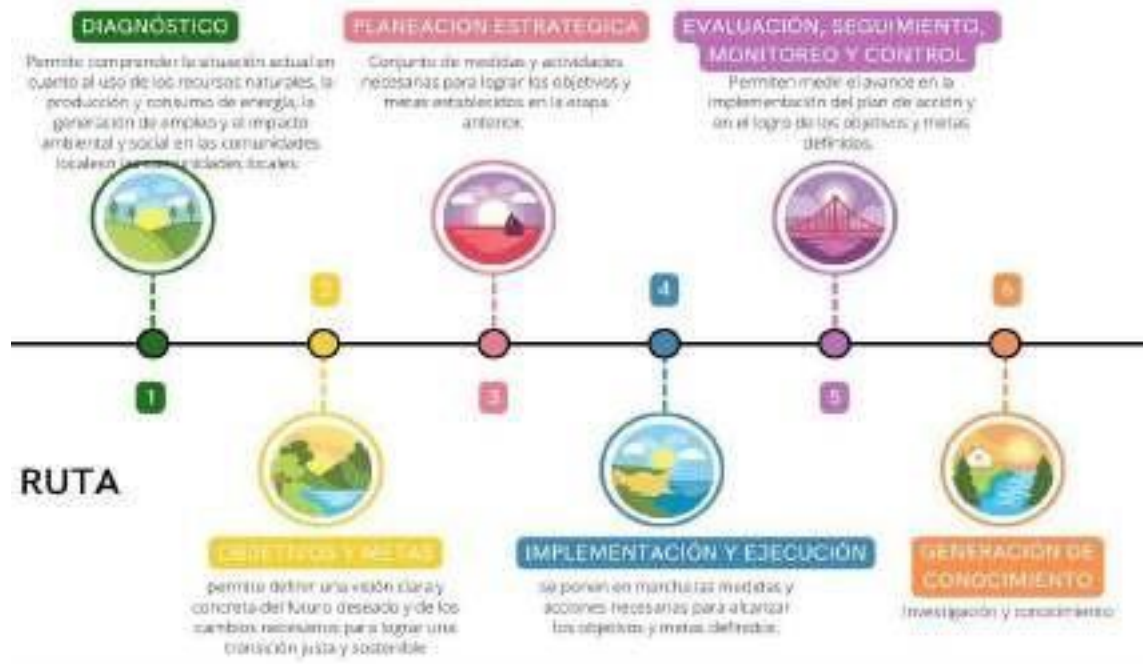 DIAGNÓSTICO
Permite comprender la situación actual en
cuanto al uso de los recursos naturales, la
producción y consumo de energía, la
generación de empleo y el impacto
ambiental y social en las comunidades
locales en las comunidades locales
PLANEACION ESTRATEGICA
Conjunto de medidas y actividades
necesarias para lograr los objetivos y
metas establecidos en la etapa
anterior.
EVALUACIÓN, SEGUIMIENTO,
MONITOREO Y CONTROL
Permiten medir el avance en la
implementación del plan de acción y
en el logro de los objetivos y metas
definidos.
2
4
6
1
3
5
RUTA
OBJETIVOS Y METAS
permite definir una visión clara y
concreta del futuro deseado y de los
cambios necesarios para lograr una
transición justa y sostenible
IMPLEMENTACIÓN Y EJECUCIÓN
se ponen en marcha las medidas y
acciones necesarias para alcanzar
los objetivos y metas definidos.
GENERACIÓN DE
CONOCIMIENTO
Investigación y conocimiento